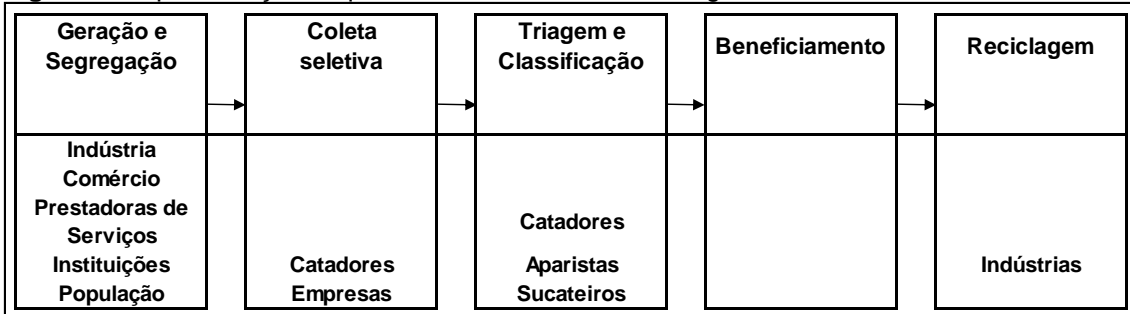 Geração e
Segregação
Coleta
seletiva
Triagem e
Classificação
Beneficiamento
Reciclagem
Indústria
Comércio
Prestadoras de
Serviços
Instituições
População
Catadores
Empresas
Catadores
Aparistas
Sucateiros
Indústrias